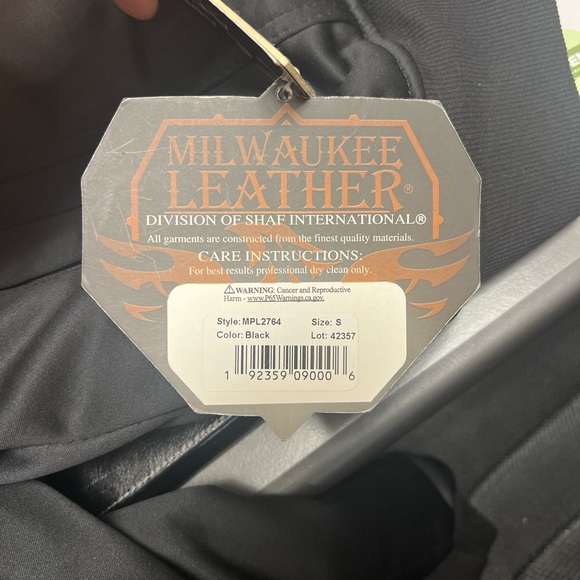 MILWAUKEE
LEATHER®
DIVISION OF SHAF INTERNATIONAL®
All garments are constructed from the finest quality materials.
CARE INSTRUCTIONS:
For best results professional dry clean only.
⚠WARNING: Cancer and Reproductive
Harm - www.P65Warnings.ca.gov.
Style: MPL2764 Size: S
Color: Black Lot: 42357
1 92359 09000 6